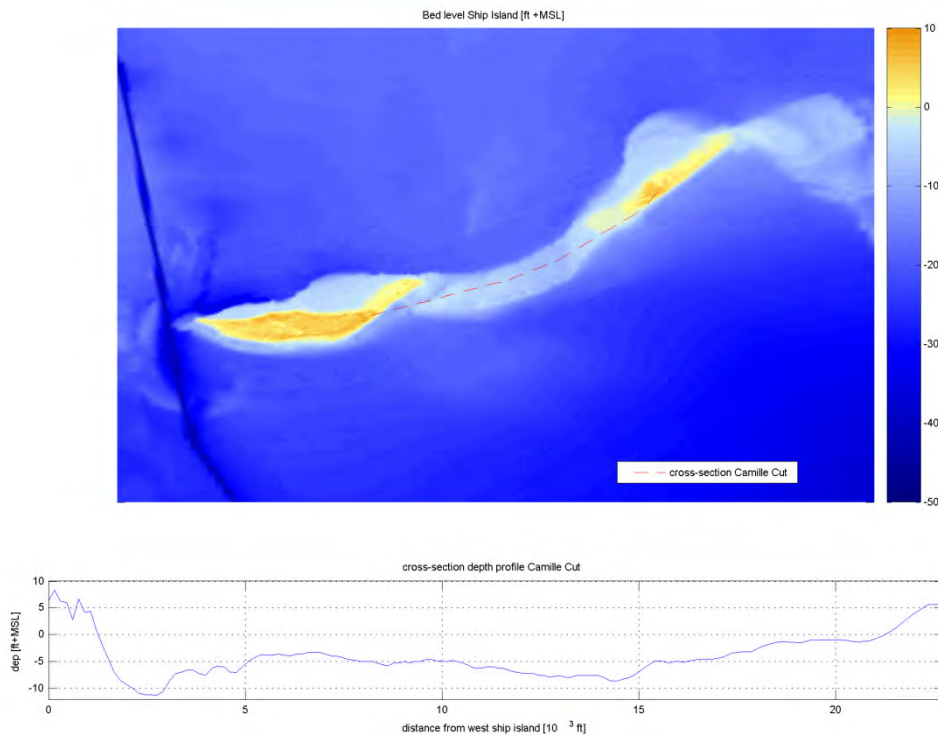 Bed level Ship Island [ft +MSL]
10
0
-10
-20
-30
-40
-50
cross-section Camille Cut
cross-section depth profile Camille Cut
dep [ft+MSL]
10
5
0
-5
-10
0 5 10 15 20
distance from west ship island [10 3 ft]